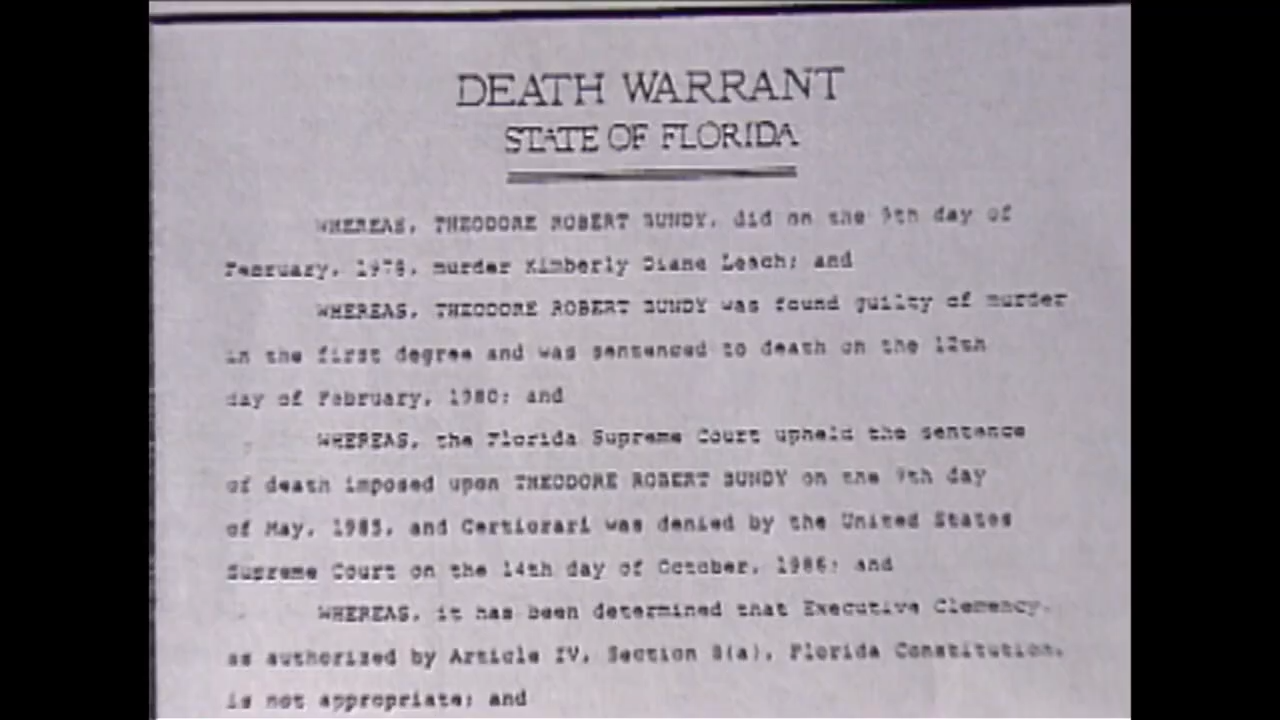 DEATH WARRANT
STATE OF FLORIDA
WHEREAS, THEODORE ROBERT BUNDY, did on the 9th day of
February, 1978, murder Kimberly Diane Leach; and
WHEREAS, THEODORE ROBERT BUNDY was found guilty of murder
in the first degree and was sentenced to death on the 12th
day of February, 1980; and
WHEREAS, the Florida Supreme Court upheld the sentence
of death imposed upon THEODORE ROBERT BUNDY on the 9th day
of May, 1985, and Certiorari was denied by the United States
Supreme Court on the 14th day of October, 1986; and
WHEREAS, it has been determined that Executive Clemency,
as authorized by Article IV, Section 8(a), Florida Constitution,
is not appropriate; and